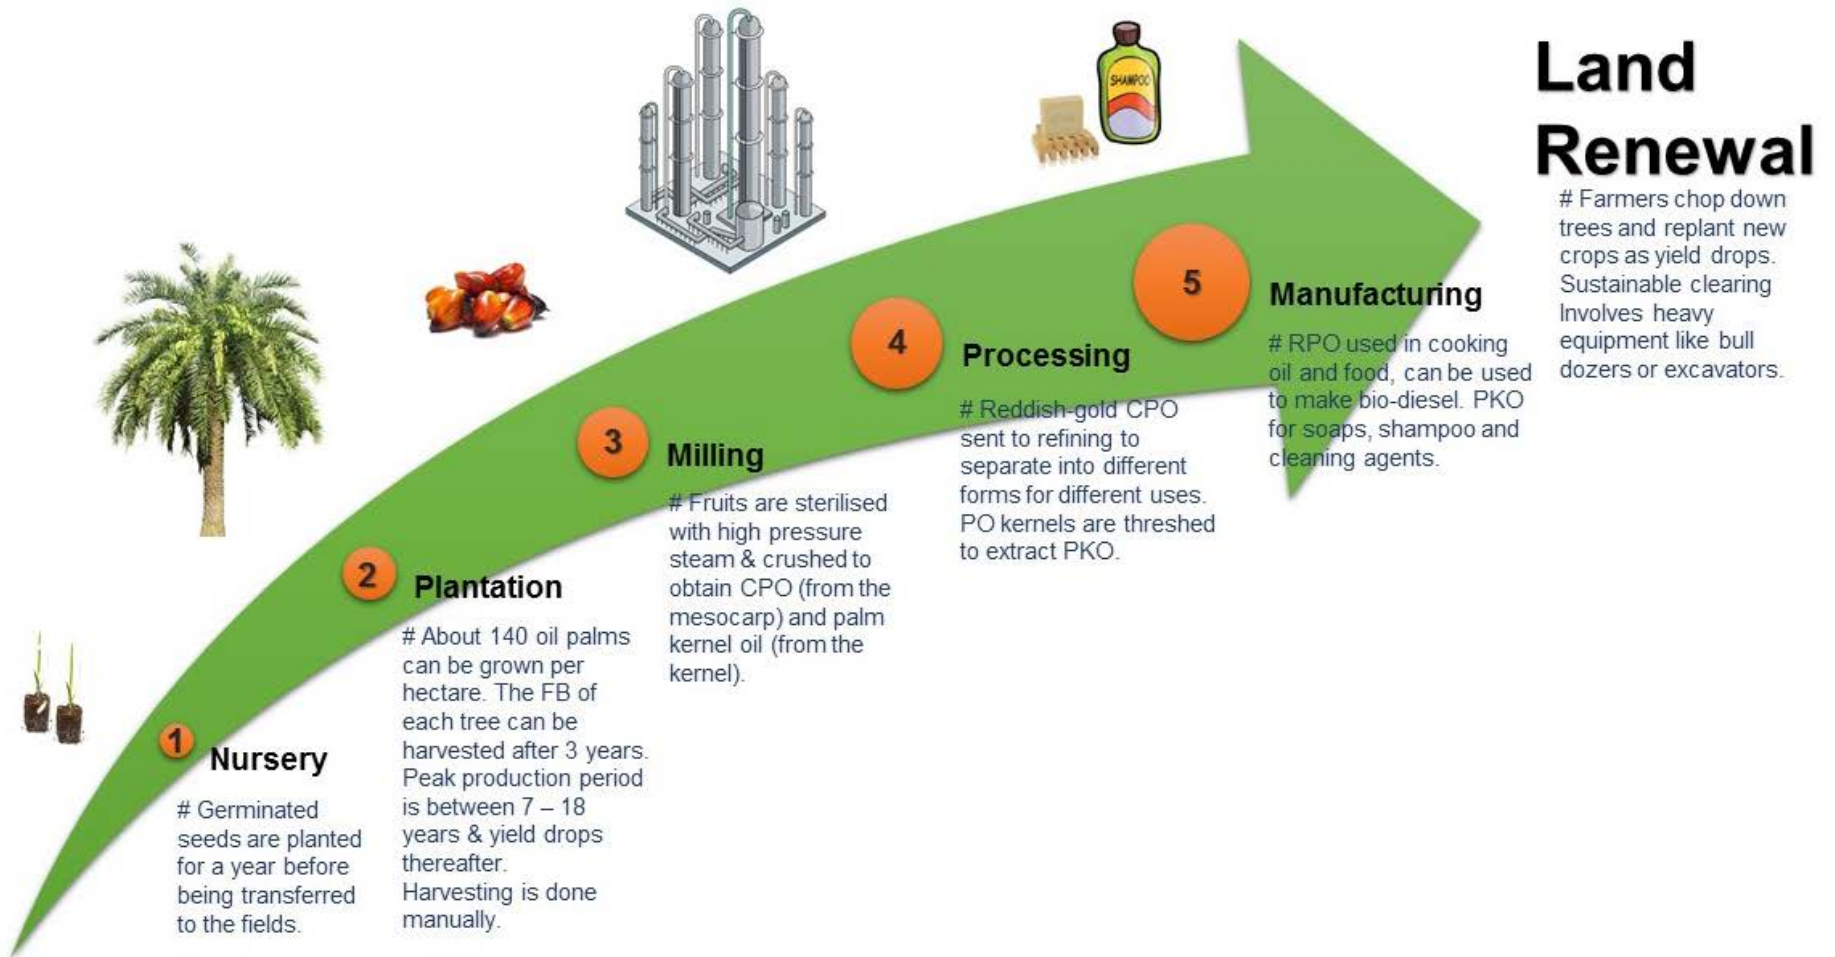 SHAMPOO
Land
Renewal
# Farmers chop down
trees and replant new
crops as yield drops.
Sustainable clearing
Involves heavy
equipment like bull
dozers or excavators.
5
Manufacturing
# RPO used in cooking
oil and food, can be used
to make bio-diesel. PKO
for soaps, shampoo and
cleaning agents.
4
Processing
# Reddish-gold CPO
sent to refining to
separate into different
forms for different uses.
PO kernels are threshed
to extract PKO.
3
Milling
# Fruits are sterilised
with high pressure
steam & crushed to
obtain CPO (from the
mesocarp) and palm
kernel oil (from the
kernel).
2
Plantation
# About 140 oil palms
can be grown per
hectare. The FB of
each tree can be
harvested after 3 years.
Peak production period
is between 7 – 18
years & yield drops
thereafter.
Harvesting is done
manually.
1
Nursery
# Germinated
seeds are planted
for a year before
being transferred
to the fields.